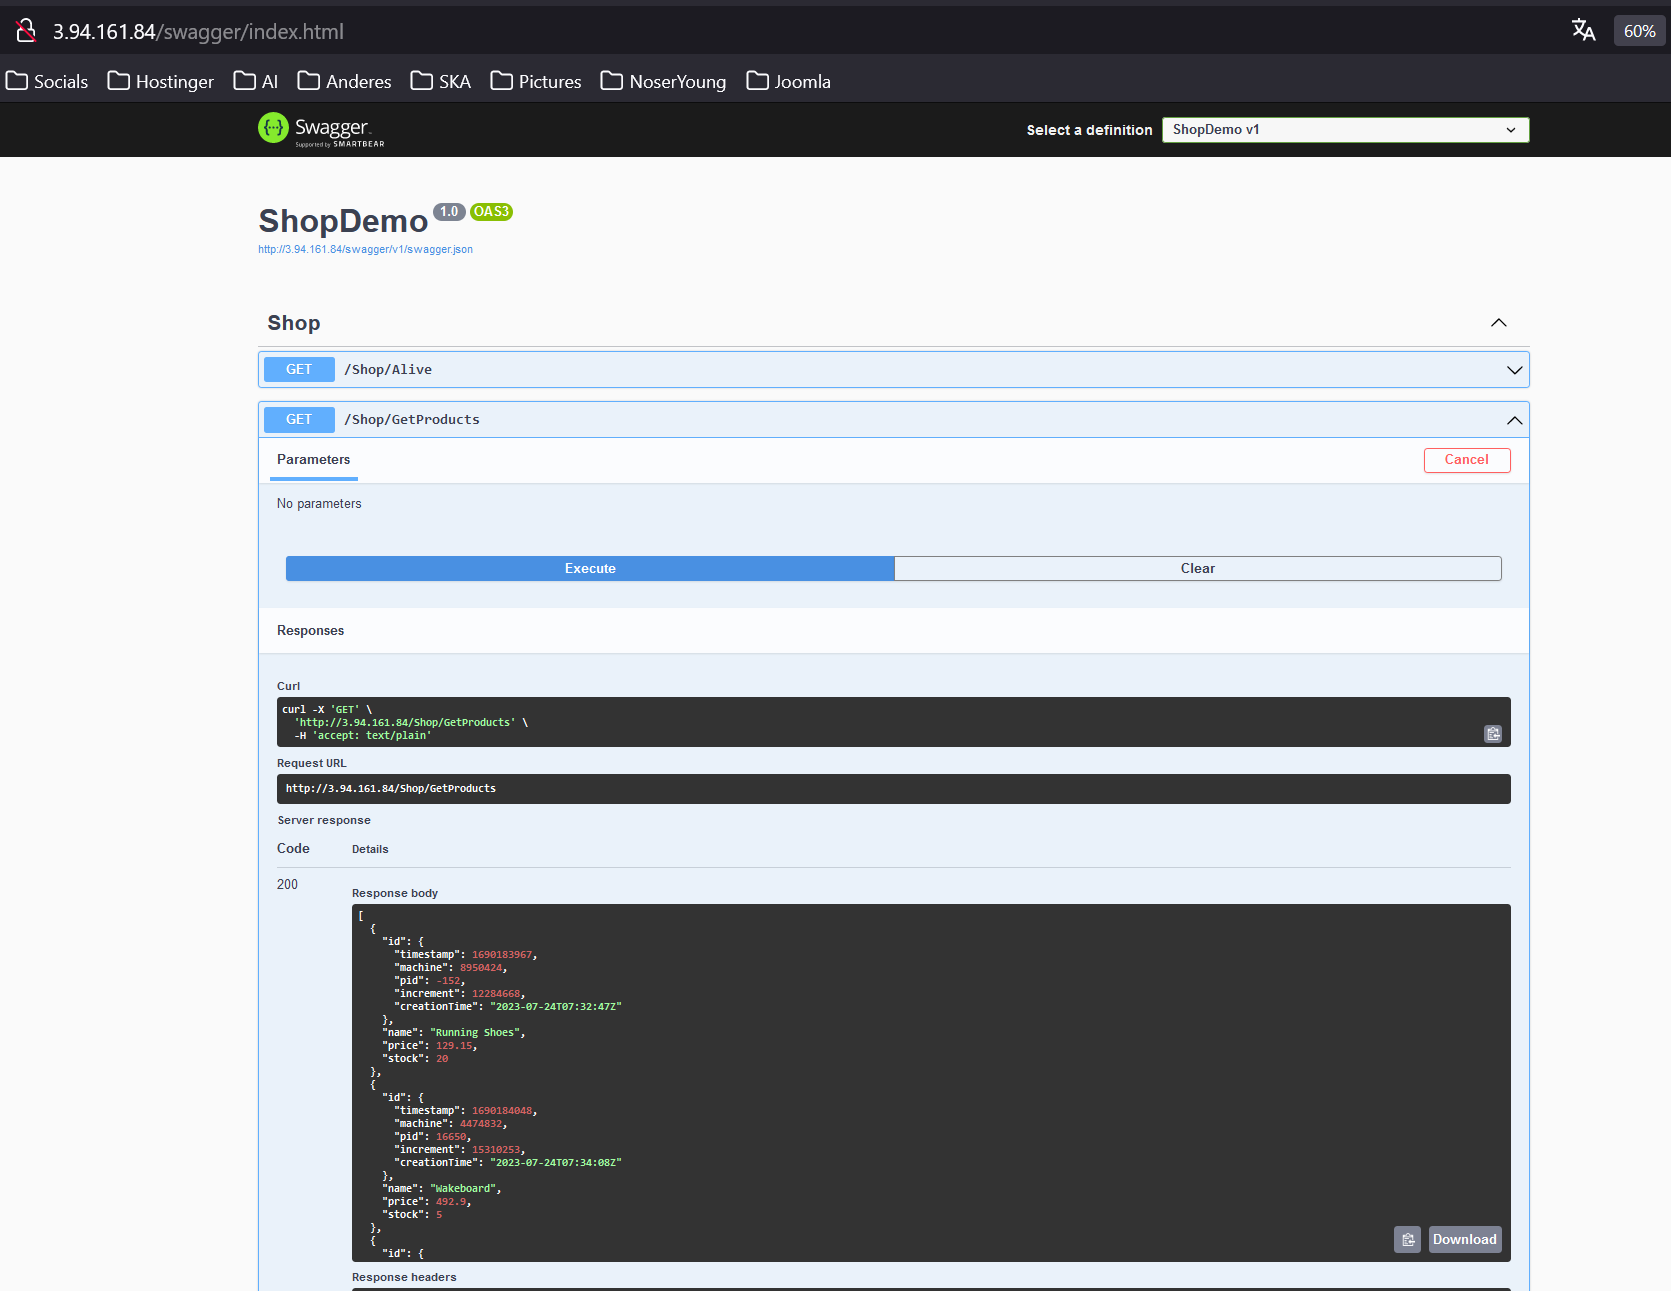 3.94.161.84/swagger/index.html 60%
Socials Hostinger AI Anderes SKA Pictures NoserYoung Joomla
Swagger
Supported by SMARTBEAR
Select a definition ShopDemo v1
ShopDemo 1.0 OAS3
http://3.94.161.84/swagger/v1/swagger.json
Shop
GET /Shop/Alive
GET /Shop/GetProducts
Parameters Cancel
No parameters
Execute Clear
Responses
Curl
curl -X 'GET' \
  'http://3.94.161.84/Shop/GetProducts' \
  -H 'accept: text/plain'
Request URL
http://3.94.161.84/Shop/GetProducts
Server response
Code Details
200
Response body
[
  {
    "id": {
      "timestamp": 1690183967,
      "machine": 8950424,
      "pid": -152,
      "increment": 12284668,
      "creationTime": "2023-07-24T07:32:47Z"
    },
    "name": "Running Shoes",
    "price": 129.15,
    "stock": 20
  },
  {
    "id": {
      "timestamp": 1690184048,
      "machine": 4474832,
      "pid": 16650,
      "increment": 15310253,
      "creationTime": "2023-07-24T07:34:08Z"
    },
    "name": "Wakeboard",
    "price": 492.9,
    "stock": 5
  },
  {
    "id": {
Download
Response headers